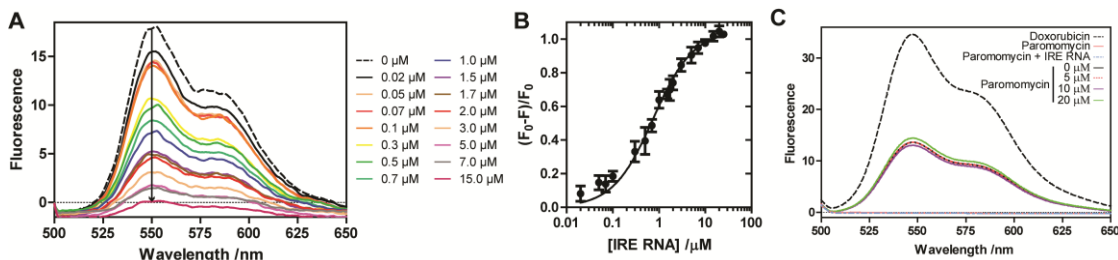 A
Fluorescence
15
10
5
0
500 525 550 575 600 625 650
Wavelength /nm
0 μM
0.02 μM
0.05 μM
0.07 μM
0.1 μM
0.3 μM
0.5 μM
0.7 μM
1.0 μM
1.5 μM
1.7 μM
2.0 μM
3.0 μM
5.0 μM
7.0 μM
15.0 μM
B
(F₀-F)/F₀
1.0
0.8
0.6
0.4
0.2
0.0
0.01 0.1 1 10 100
[IRE RNA] /μM
C
Fluorescence
30
20
10
0
500 525 550 575 600 625 650
Wavelength /nm
Doxorubicin
Paromomycin
Paromomycin + IRE RNA
Paromomycin
0 μM
5 μM
10 μM
20 μM